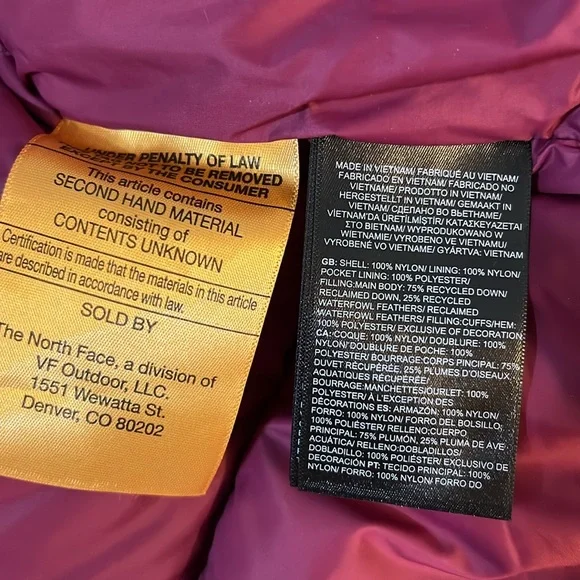 UNDER PENALTY OF LAW
TO BE REMOVED
EXCEPT BY THE CONSUMER
This article contains
SECOND HAND MATERIAL
consisting of
CONTENTS UNKNOWN
Certification is made that the materials in this article
are described in accordance with law.
SOLD BY
The North Face, a division of
VF Outdoor, LLC.
1551 Wewatta St.
Denver, CO 80202
MADE IN VIETNAM/ FABRIQUÉ AU VIETNAM/
FABRICADO EN VIETNAM/ FABRICADO NO
VIETNAME/ PRODOTTO IN VIETNAM/
HERGESTELLT IN VIETNAM/ GEMAAKT IN
VIETNAM/ СДЕЛАНО ВО ВЬЕТНАМЕ/
VİETNAM'DA ÜRETİLMİŞTİR/ ΚΑΤΑΣΚΕΥΑΖΕΤΑΙ
ΣΤΟ ΒΙΕΤΝΑΜ/ WYPRODUKOWANO W
WIETNAMIE/ VYROBENO VE VIETNAMU/
VYROBENÉ VO VIETNAME/ GYÁRTVA: VIETNAM
GB: SHELL: 100% NYLON/ LINING: 100% NYLON/
POCKET LINING: 100% POLYESTER/
FILLING:MAIN BODY: 75% RECYCLED DOWN/
RECLAIMED DOWN, 25% RECYCLED
WATERFOWL FEATHERS/ RECLAIMED
WATERFOWL FEATHERS/ FILLING:CUFFS/HEM:
100% POLYESTER/ EXCLUSIVE OF DECORATION
CA: COQUE: 100% NYLON/ DOUBLURE: 100%
NYLON/ DOUBLURE DE POCHE: 100%
POLYESTER/ BOURRAGE:CORPS PINCIPAL: 75%
DUVET RÉCUPÉRÉ, 25% PLUMES D'OISEAUX
AQUATIQUES RÉCUPÉRÉ/
BOURRAGE:MANCHETTES/OURLET: 100%
POLYESTER/ À L'EXCEPTION DES
DÉCORATIONS ES: ARMAZÓN: 100% NYLON/
FORRO: 100% NYLON/ FORRO DEL BOLSILLO:
100% POLIÉSTER/ RELLENO:CUERPO
PRINCIPAL: 75% PLUMÓN, 25% PLUMA DE AVE
ACUÁTICA/ RELLENO:DOBLADILLOS/
DOBLADILLO: 100% POLIÉSTER/ EXCLUSIVO DE
DECORACIÓN PT: TECIDO PRINCIPAL: 100%
NYLON/ FORRO: 100% NYLON/ FORRO DO